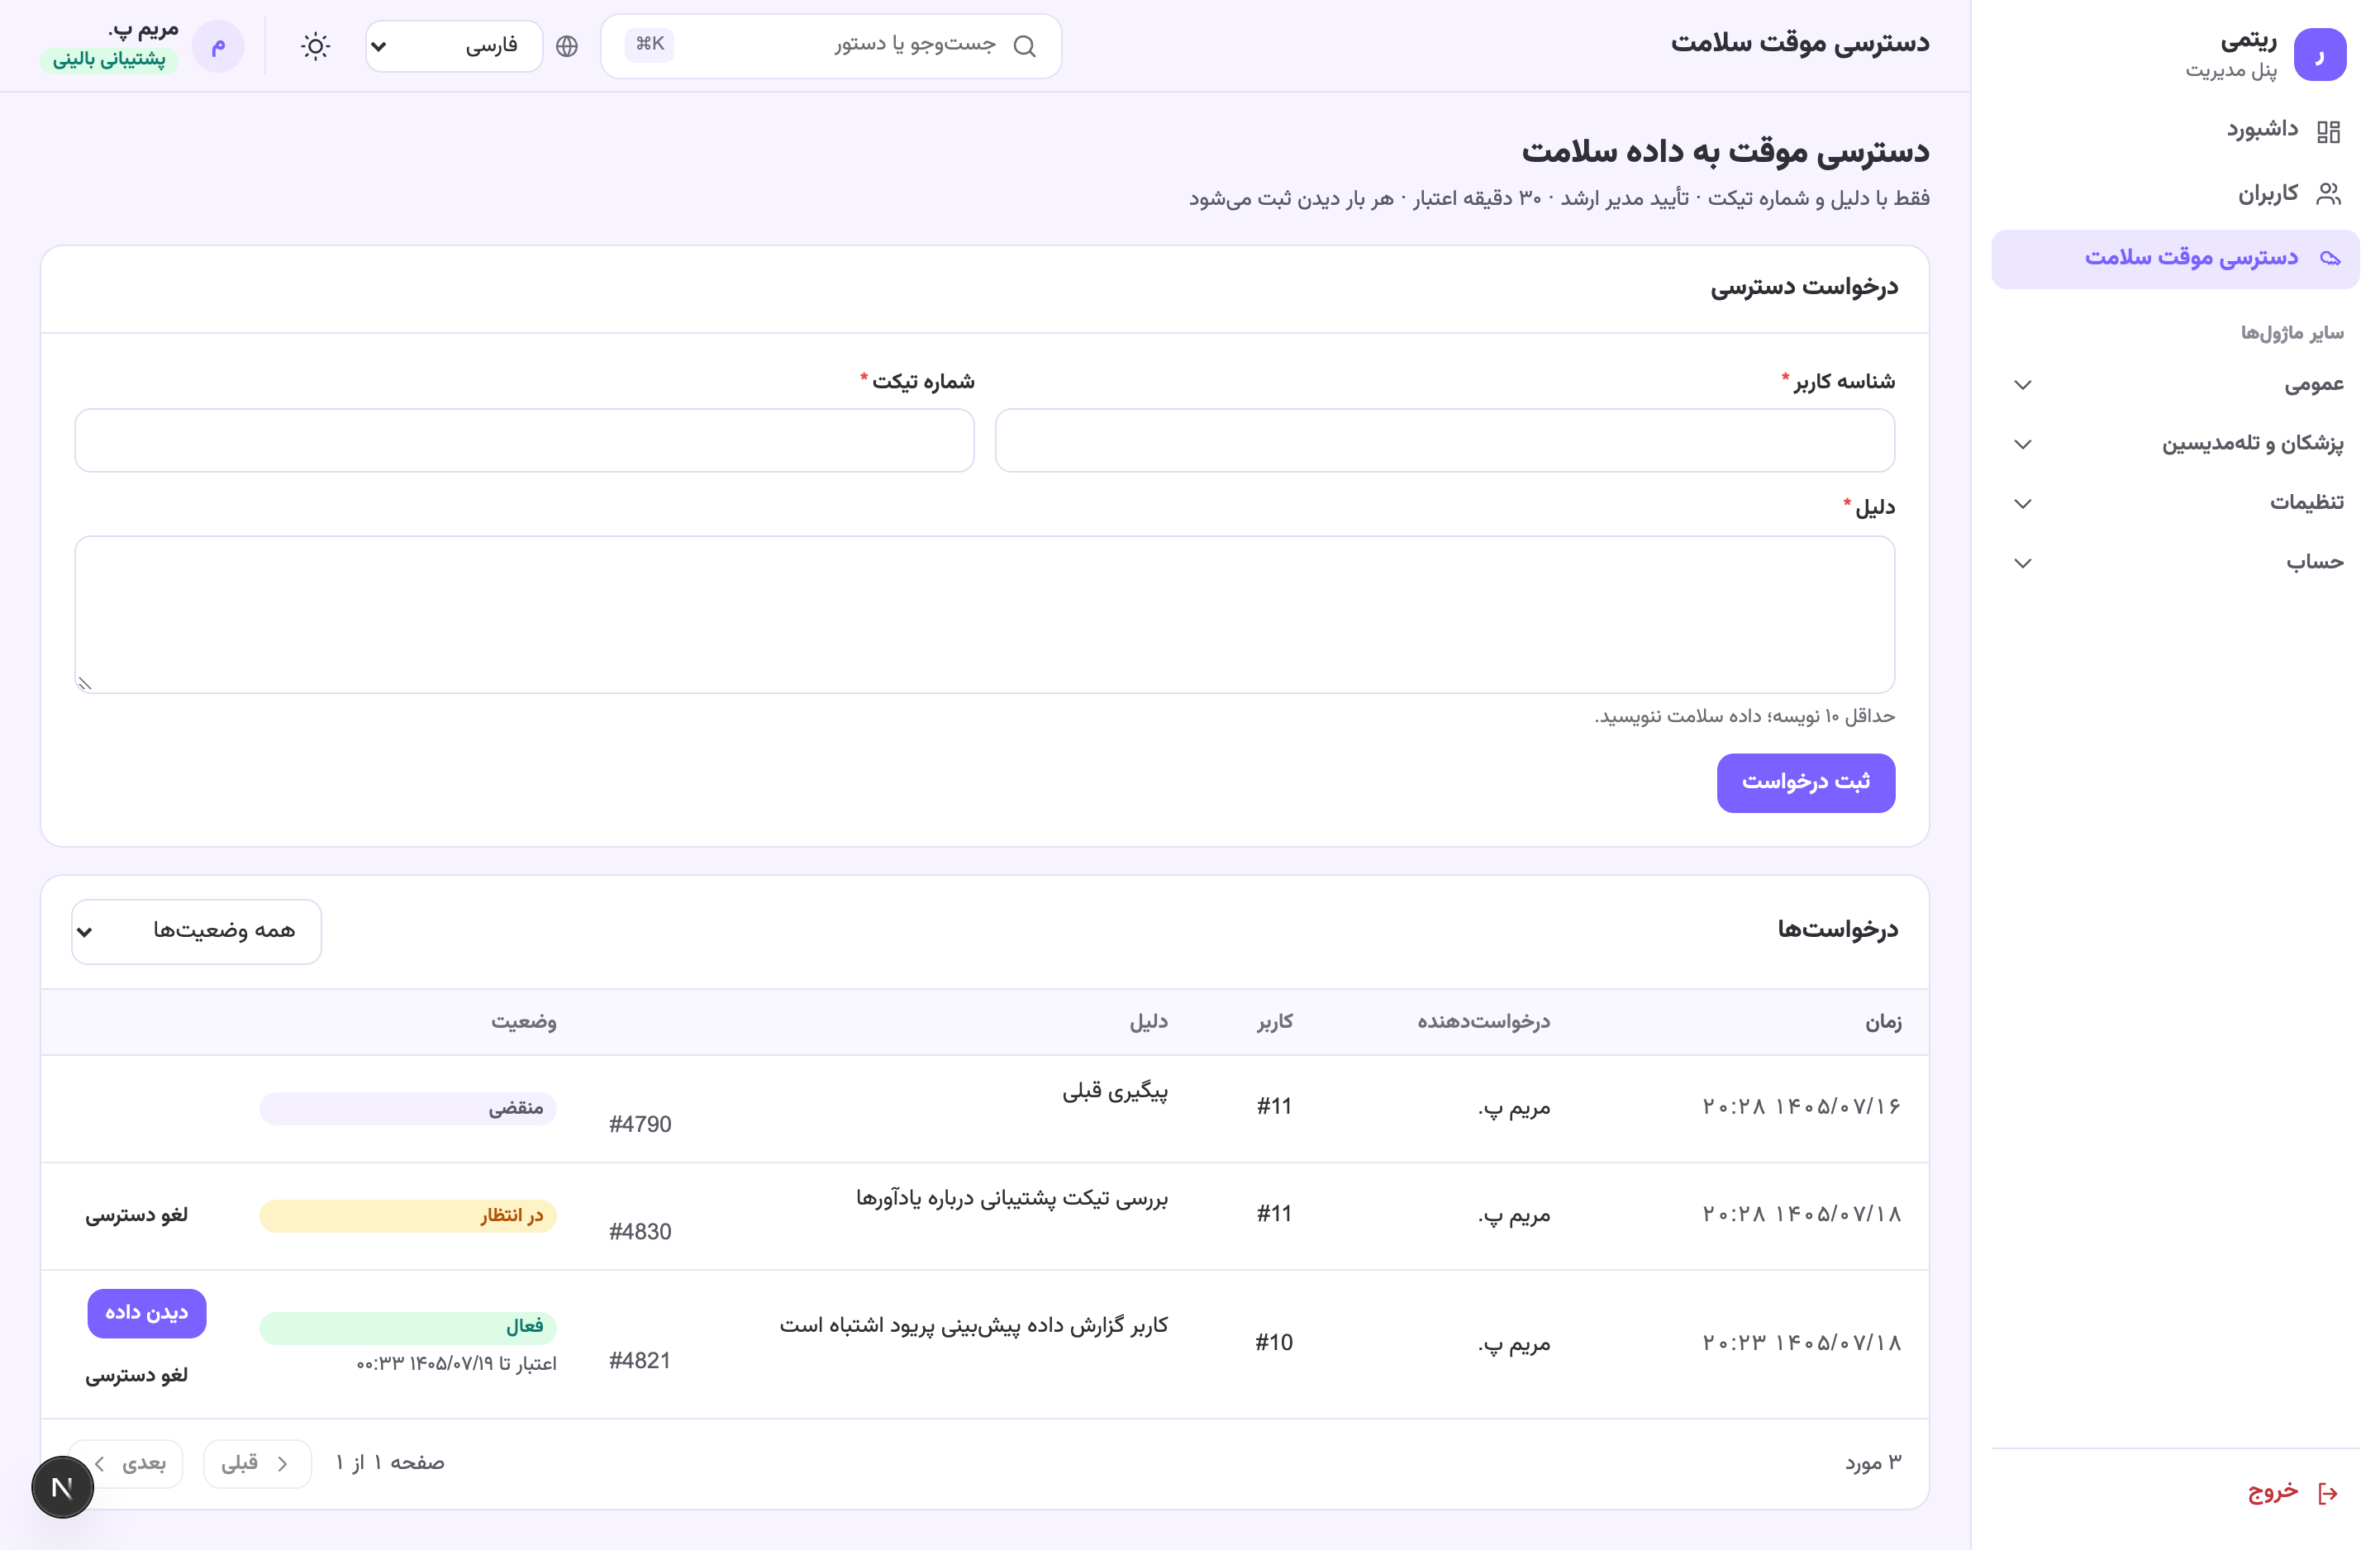 ر
ریتمی
پنل مدیریت
داشبورد
کاربران
دسترسی موقت سلامت
سایر ماژول‌ها
عمومی
پزشکان و تله‌مدیسین
تنظیمات
حساب
خروج
دسترسی موقت سلامت
جست‌وجو یا دستور
⌘K
فارسی
م
مریم پ.
پشتیبانی بالینی
دسترسی موقت به داده سلامت
فقط با دلیل و شماره تیکت · تأیید مدیر ارشد · ۳۰ دقیقه اعتبار · هر بار دیدن ثبت می‌شود
درخواست دسترسی
شناسه کاربر *
شماره تیکت *
دلیل *
حداقل ۱۰ نویسه؛ داده سلامت ننویسید.
ثبت درخواست
درخواست‌ها
همه وضعیت‌ها
زمان درخواست‌دهنده کاربر دلیل وضعیت
۱۴۰۵/۰۷/۱۶ ۲۰:۲۸ مریم پ. #11 پیگیری قبلی #4790 منقضی
۱۴۰۵/۰۷/۱۸ ۲۰:۲۸ مریم پ. #11 بررسی تیکت پشتیبانی درباره یادآورها #4830 در انتظار لغو دسترسی
۱۴۰۵/۰۷/۱۸ ۲۰:۲۳ مریم پ. #10 کاربر گزارش داده پیش‌بینی پریود اشتباه است #4821 فعال دیدن داده
اعتبار تا ۱۴۰۵/۰۷/۱۹ ۰۰:۳۳ لغو دسترسی
۳ مورد
صفحه ۱ از ۱
قبلی
بعدی
N